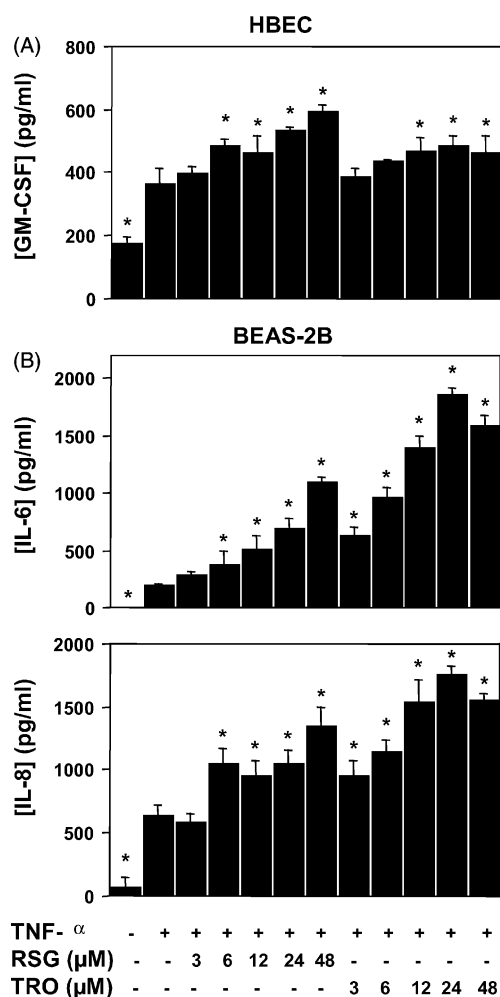 HBEC
(A)
[GM-CSF] (pg/ml)
800
600
400
200
0
* * * * * * * *
BEAS-2B
(B)
[IL-6] (pg/ml)
2000
1500
1000
500
0
* * * * * * * * * *
[IL-8] (pg/ml)
2000
1500
1000
500
0
* * * * * * * * * *
TNF- α - + + + + + + + + + + +
RSG (µM) - - 3 6 12 24 48 - - - - -
TRO (µM) - - - - - - - 3 6 12 24 48